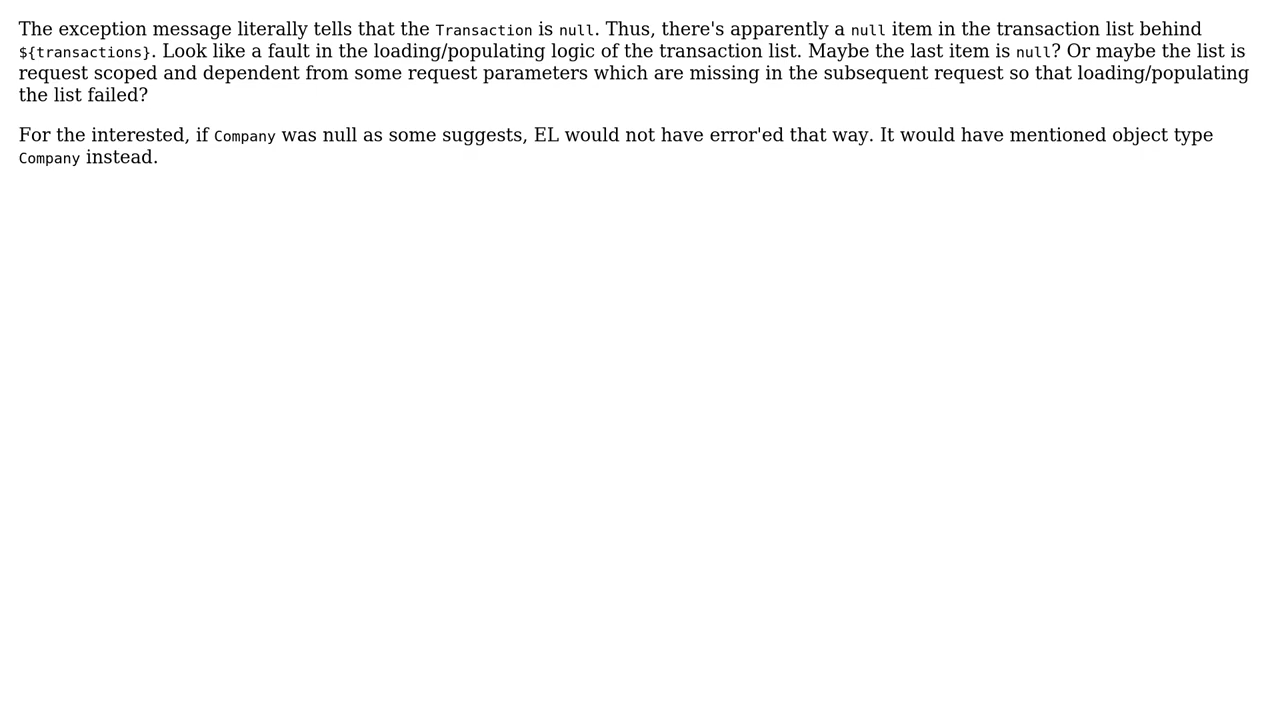 The exception message literally tells that the Transaction is null. Thus, there's apparently a null item in the transaction list behind
${transactions}. Look like a fault in the loading/populating logic of the transaction list. Maybe the last item is null? Or maybe the list is
request scoped and dependent from some request parameters which are missing in the subsequent request so that loading/populating
the list failed?
For the interested, if Company was null as some suggests, EL would not have error'ed that way. It would have mentioned object type
Company instead.